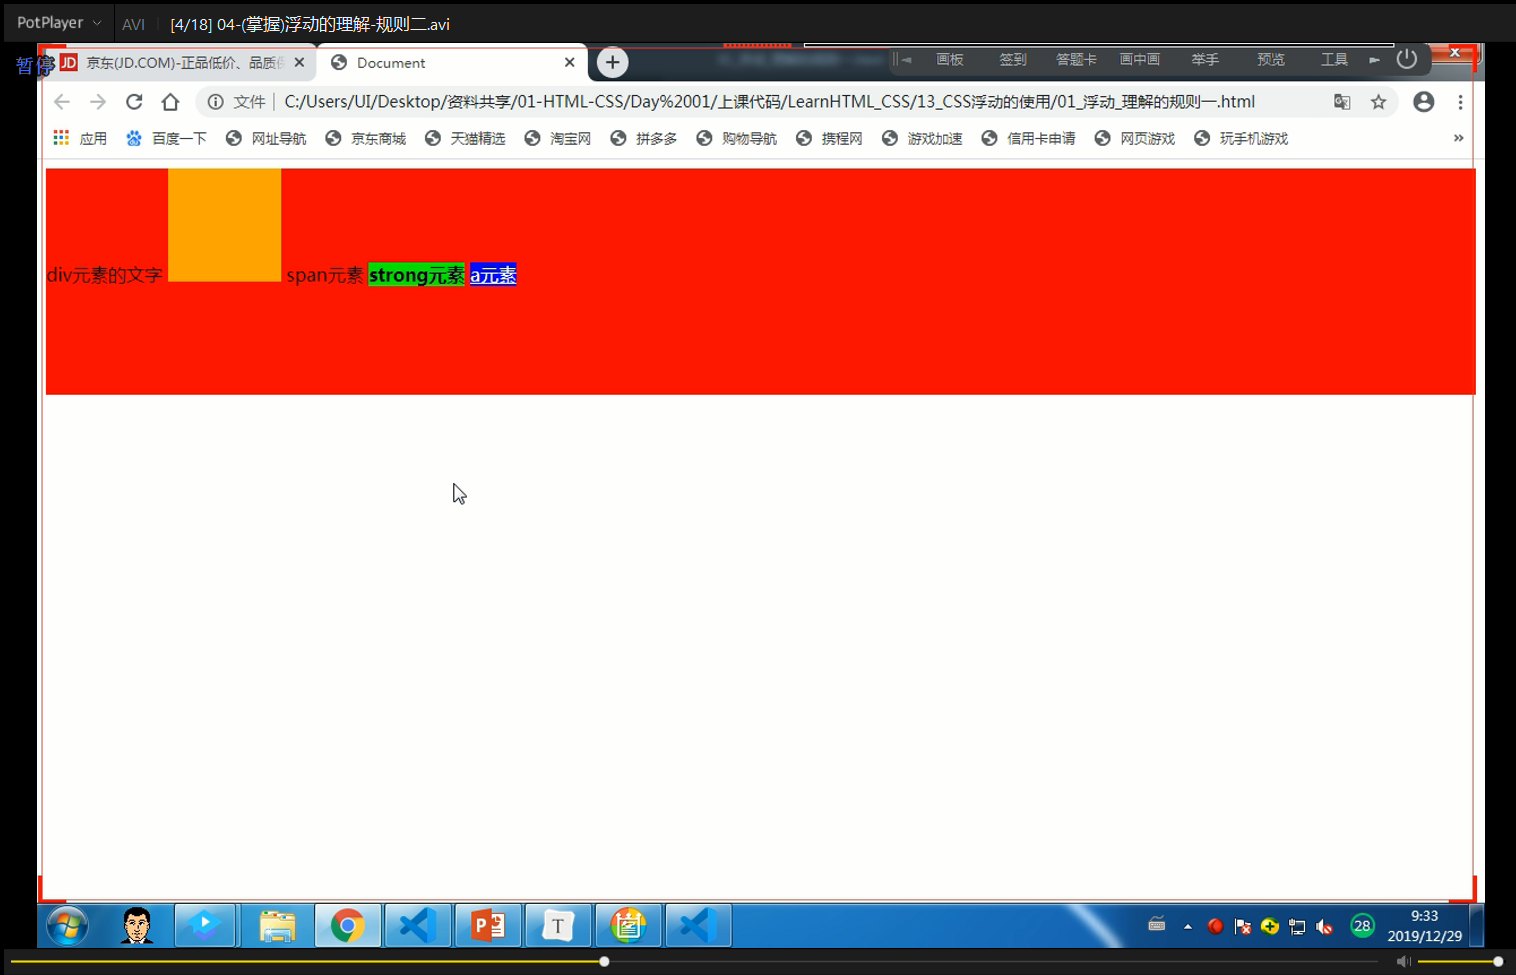 PotPlayer AVI [4/18] 04-(掌握)浮动的理解-规则二.avi
暂停
JD 京东(JD.COM)-正品低价、品质 Document 画板 签到 答题卡 画中画 举手 预览 工具
文件 C:/Users/UI/Desktop/资料共享/01-HTML-CSS/Day%2001/上课代码/LearnHTML_CSS/13_CSS浮动的使用/01_浮动_理解的规则一.html
应用 百度一下 网址导航 京东商城 天猫精选 淘宝网 拼多多 购物导航 携程网 游戏加速 信用卡申请 网页游戏 玩手机游戏 »
div元素的文字 span元素 strong元素 a元素
P T 图 28 9:33
2019/12/29